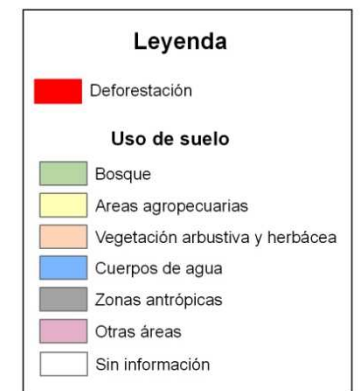 Leyenda
Deforestación
Uso de suelo
Bosque
Areas agropecuarias
Vegetación arbustiva y herbácea
Cuerpos de agua
Zonas antrópicas
Otras áreas
Sin información